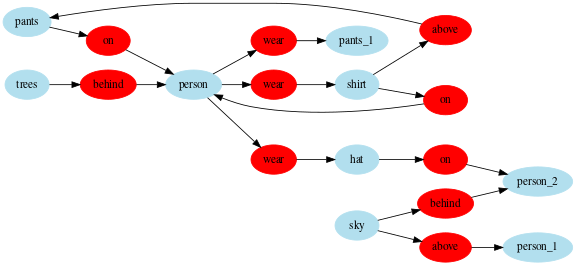 pants
on
wear
pants_1
above
trees
behind
person
wear
shirt
on
wear
hat
on
person_2
behind
sky
above
person_1